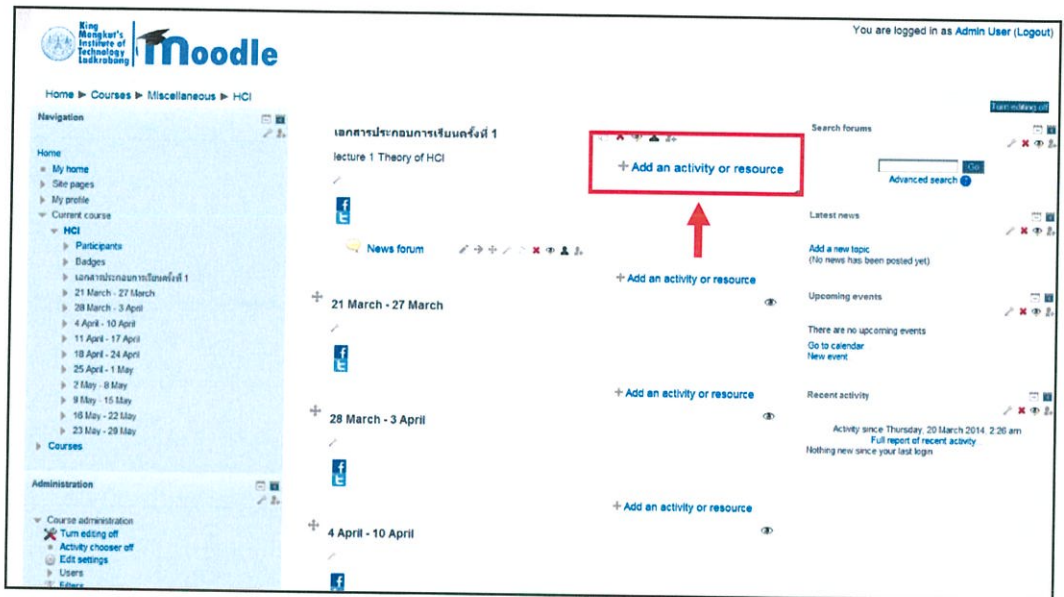 King
Mongkut's
Institute of
Technology
Ladkrabang
moodle
You are logged in as Admin User (Logout)
Home ► Courses ► Miscellaneous ► HCI
Turn editing off
Navigation
Home
My home
Site pages
My profile
Current course
HCI
Participants
Badges
เอกสารประกอบการเรียนครั้งที่ 1
21 March - 27 March
28 March - 3 April
4 April - 10 April
11 April - 17 April
18 April - 24 April
25 April - 1 May
2 May - 8 May
9 May - 15 May
16 May - 22 May
23 May - 29 May
Courses
Administration
Course administration
Turn editing off
Activity chooser off
Edit settings
Users
Filters
เอกสารประกอบการเรียนครั้งที่ 1
lecture 1 Theory of HCI
+ Add an activity or resource
News forum
+ Add an activity or resource
21 March - 27 March
+ Add an activity or resource
28 March - 3 April
+ Add an activity or resource
4 April - 10 April
Search forums
Go
Advanced search
Latest news
Add a new topic
(No news has been posted yet)
Upcoming events
There are no upcoming events
Go to calendar
New event
Recent activity
Activity since Thursday, 20 March 2014, 2:26 am
Full report of recent activity...
Nothing new since your last login